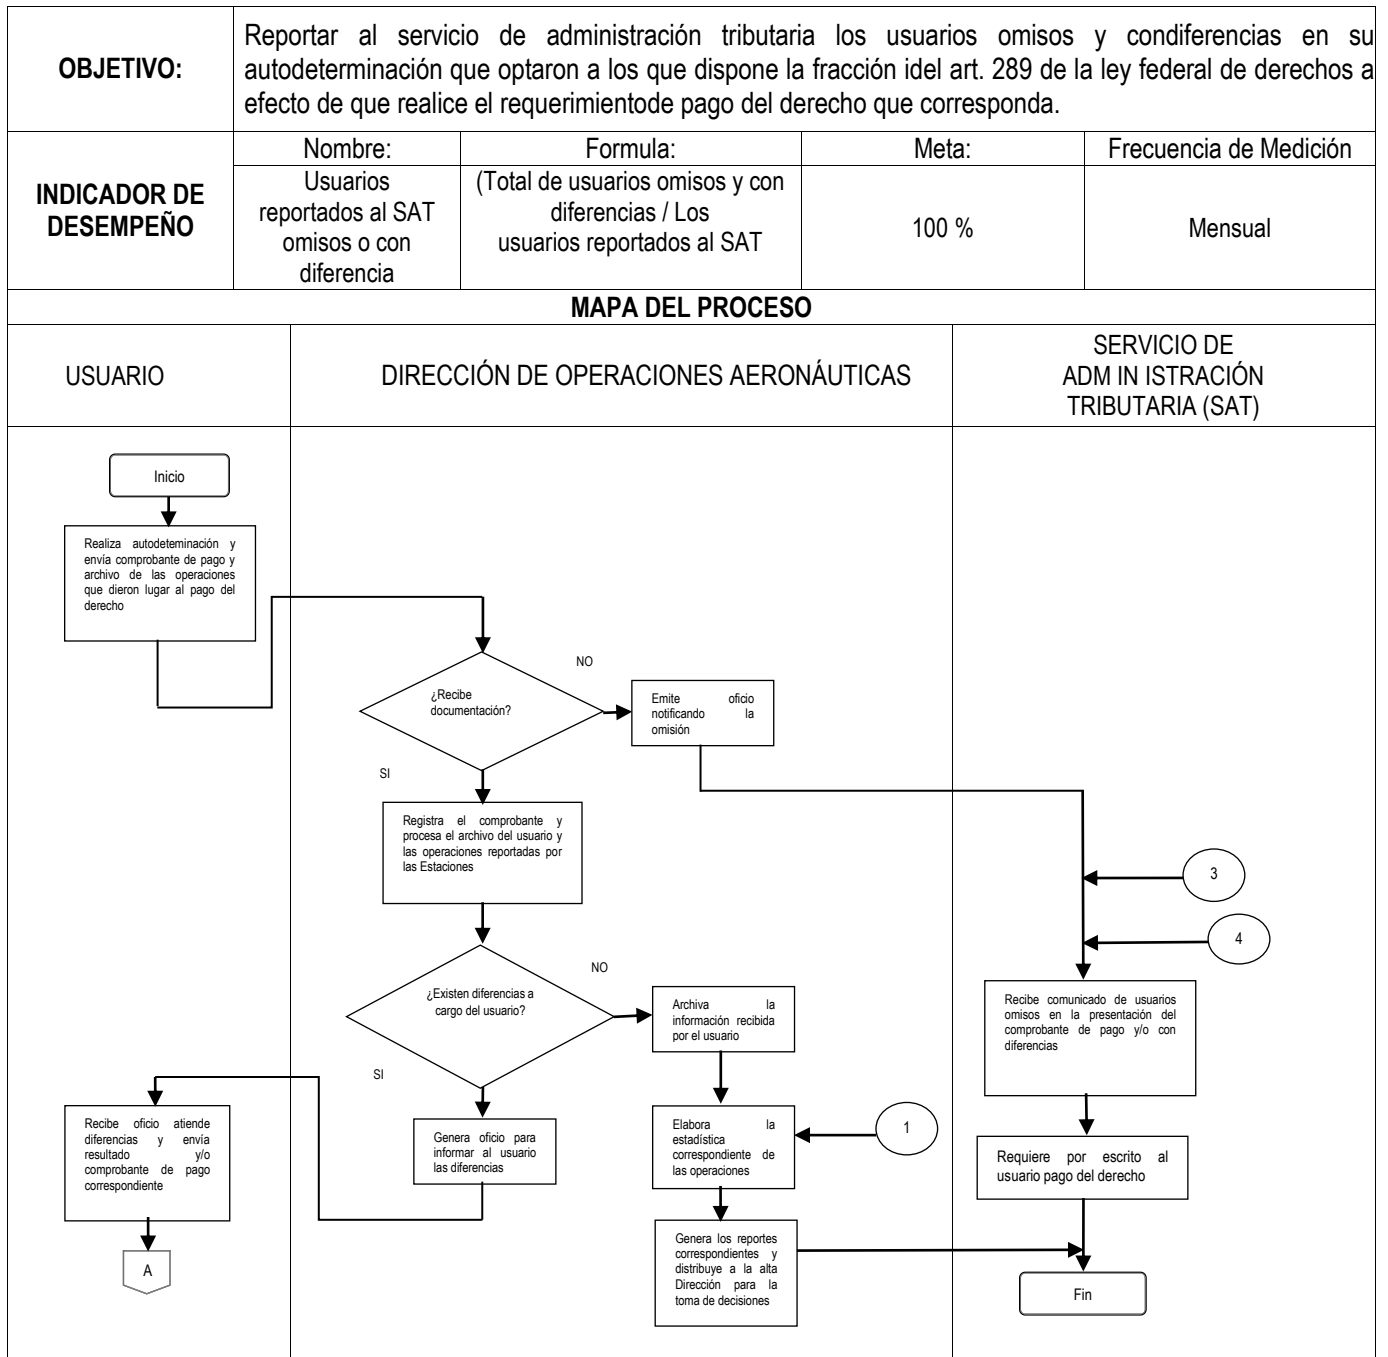 OBJETIVO:
Reportar al servicio de administración tributaria los usuarios omisos y condiferencias en su
autodeterminación que optaron a los que dispone la fracción idel art. 289 de la ley federal de derechos a
efecto de que realice el requerimientode pago del derecho que corresponda.
INDICADOR DE
DESEMPEÑO
Nombre:
Formula:
Meta:
Frecuencia de Medición
Usuarios
reportados al SAT
omisos o con
diferencia
(Total de usuarios omisos y con
diferencias / Los
usuarios reportados al SAT
100 %
Mensual
MAPA DEL PROCESO
USUARIO
DIRECCIÓN DE OPERACIONES AERONÁUTICAS
SERVICIO DE
ADM IN ISTRACIÓN
TRIBUTARIA (SAT)
Inicio
Realiza autodeteminación y
envía comprobante de pago y
archivo de las operaciones
que dieron lugar al pago del
derecho
¿Recibe
documentación?
NO
Emite oficio
notificando la
omisión
SI
Registra el comprobante y
procesa el archivo del usuario y
las operaciones reportadas por
las Estaciones
3
4
¿Existen diferencias a
cargo del usuario?
NO
Archiva la
información recibida
por el usuario
Recibe comunicado de usuarios
omisos en la presentación del
comprobante de pago y/o con
diferencias
SI
Recibe oficio atiende
diferencias y envía
resultado y/o
comprobante de pago
correspondiente
Genera oficio para
informar al usuario
las diferencias
Elabora la
estadística
correspondiente de
las operaciones
1
Requiere por escrito al
usuario pago del derecho
A
Genera los reportes
correspondientes y
distribuye a la alta
Dirección para la
toma de decisiones
Fin